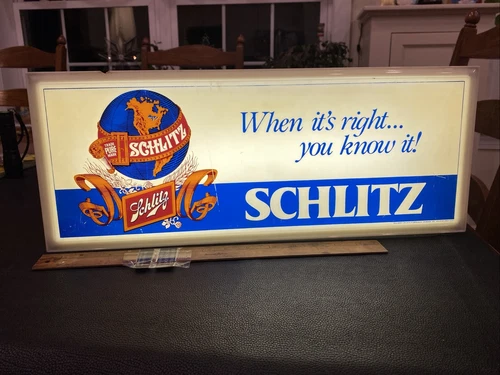 SCHLITZ
Schlitz
When it's right...
you know it!
SCHLITZ